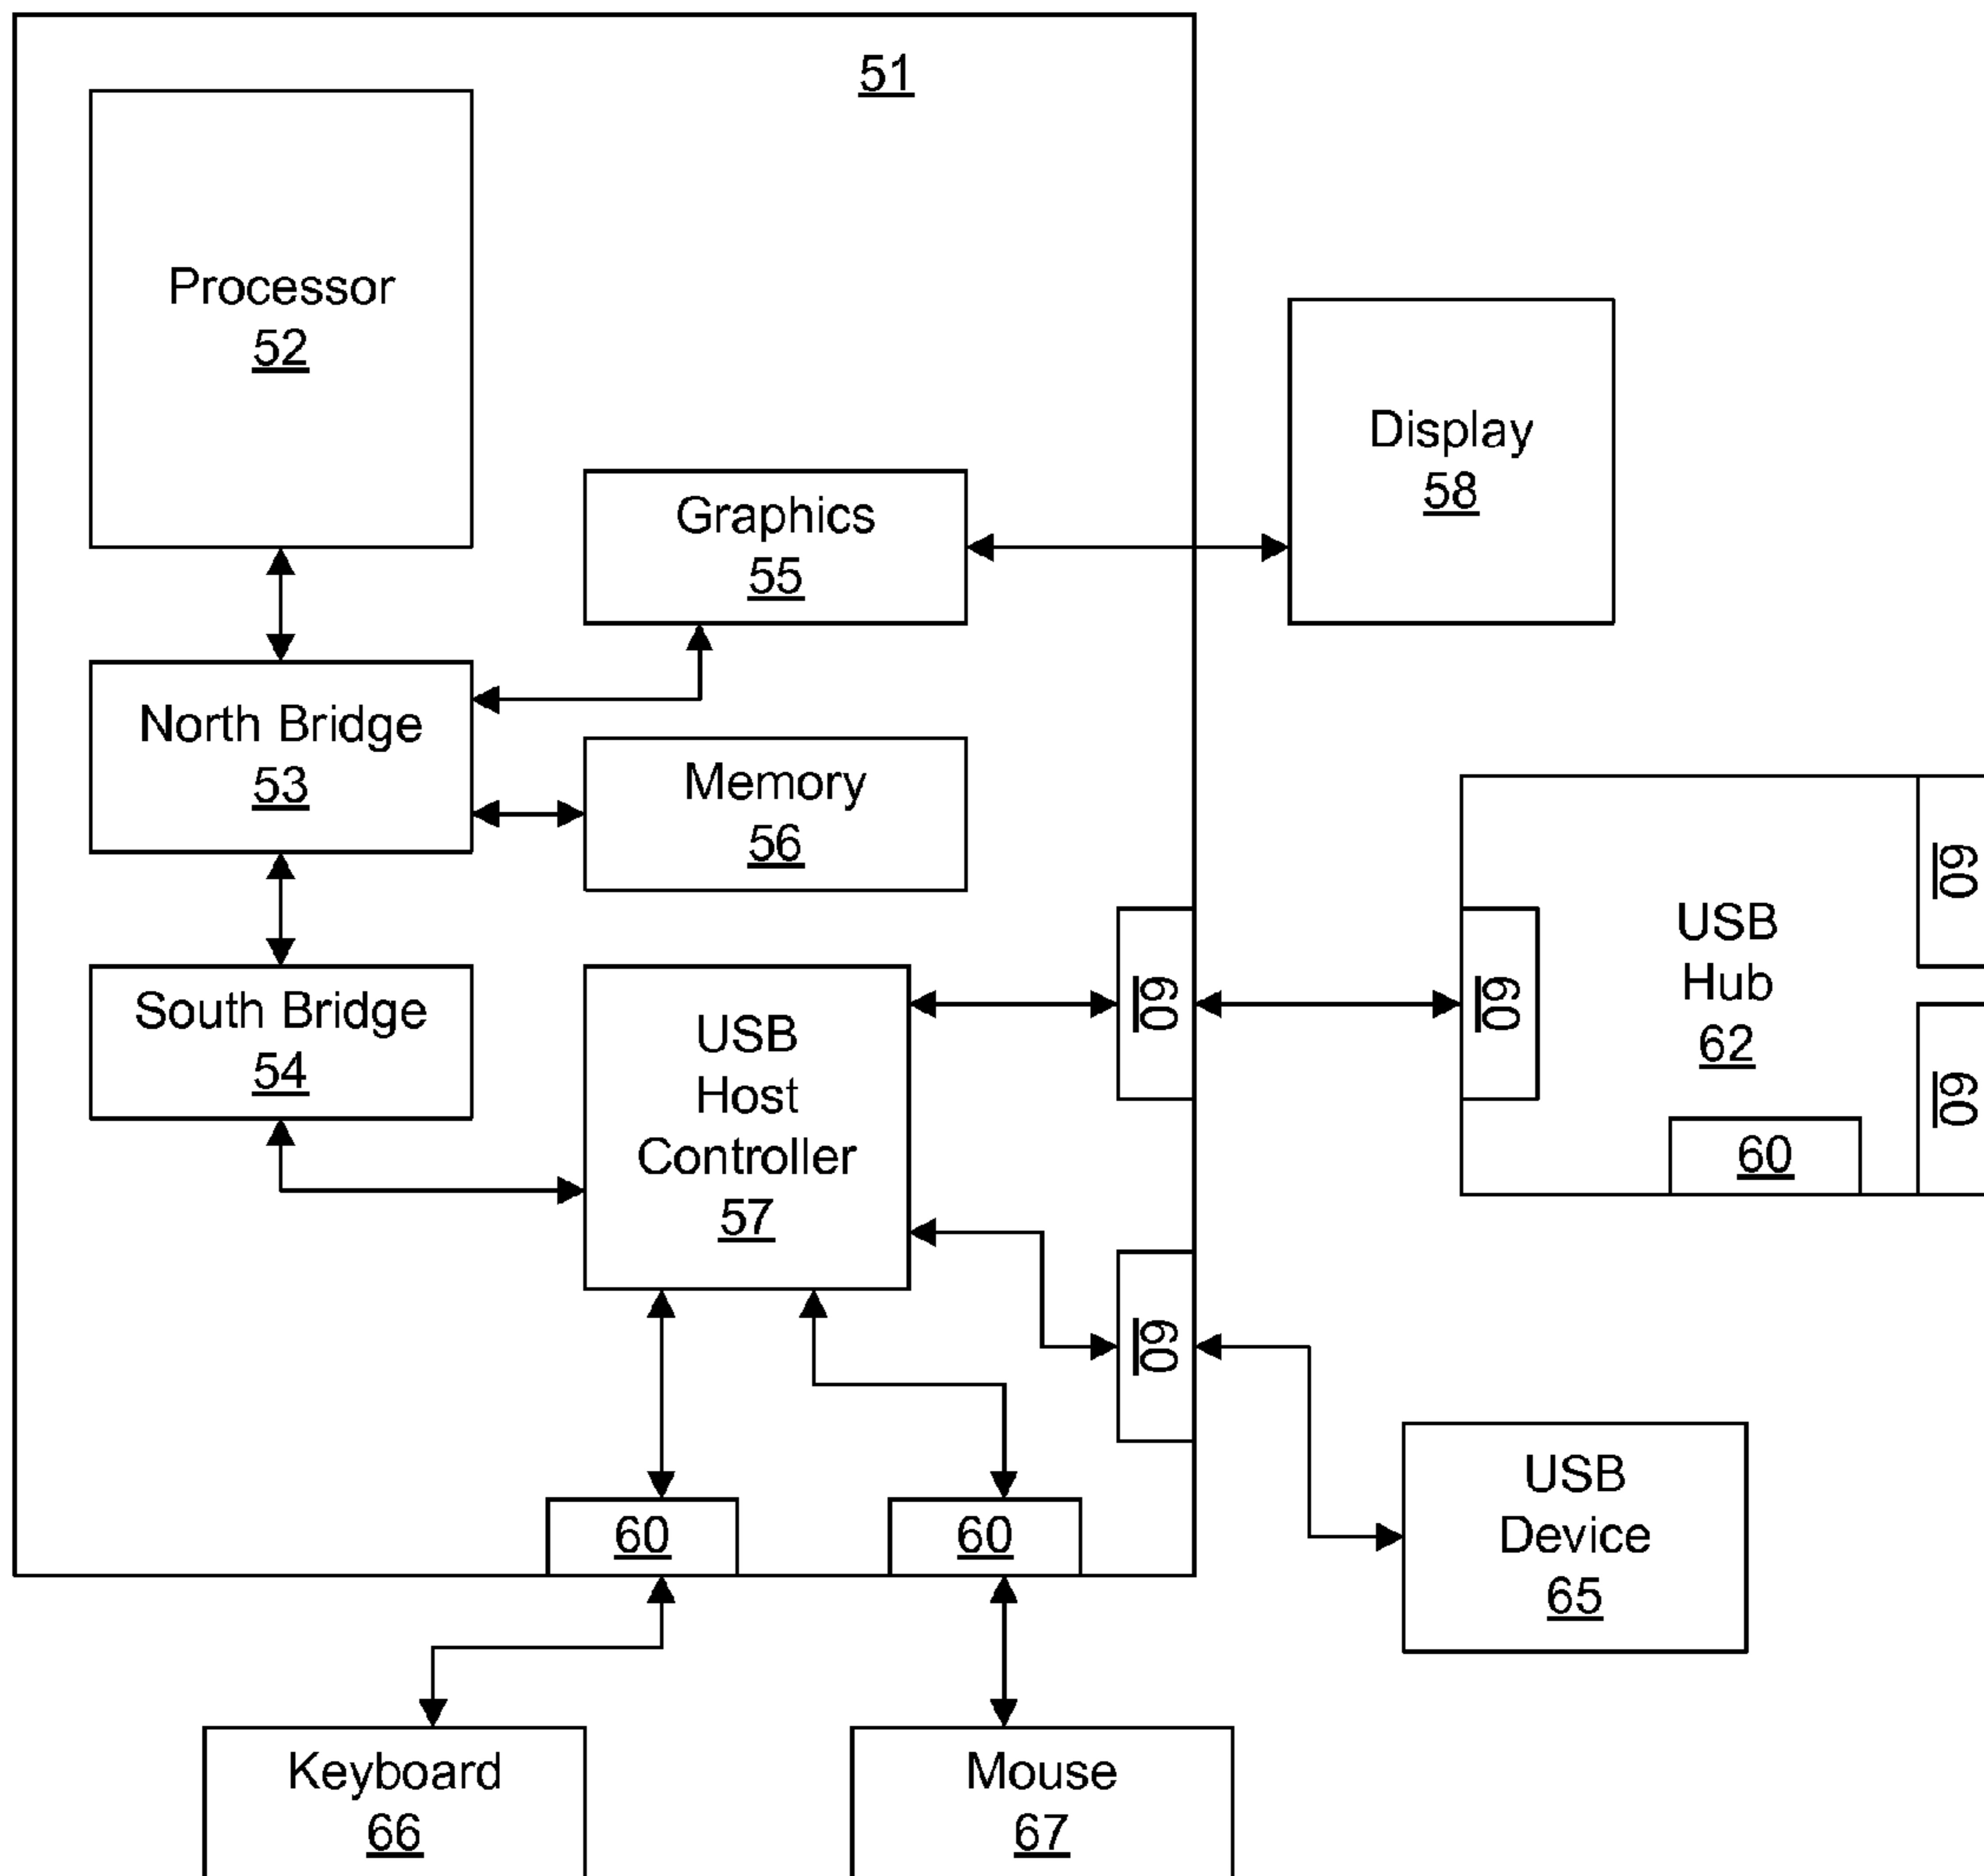 51
Processor
52
Display
58
Graphics
55
North Bridge
53
Memory
56
60
USB
Hub
62
60
60
60
60
South Bridge
54
USB
Host
Controller
57
60
60
60
USB
Device
65
Keyboard
66
Mouse
67